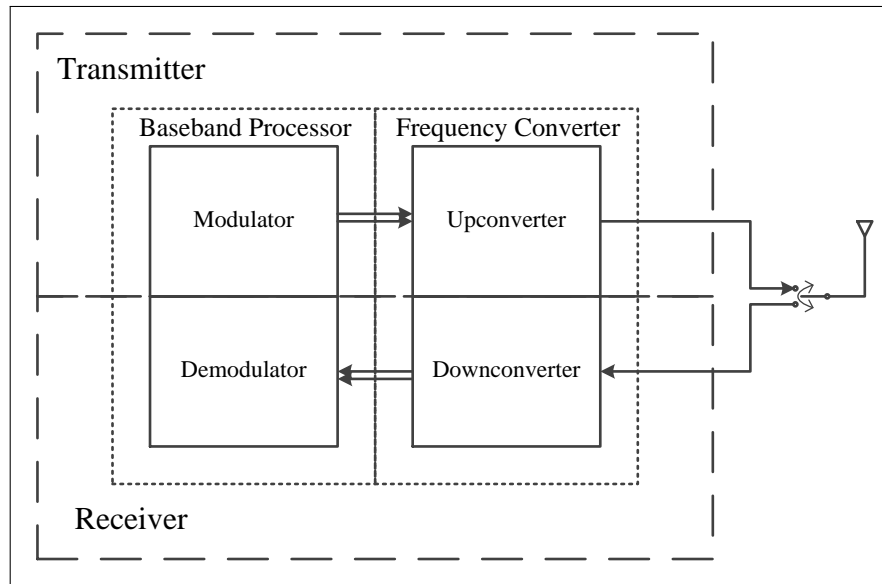 Transmitter
Baseband Processor
Frequency Converter
Modulator
Upconverter
Demodulator
Downconverter
Receiver